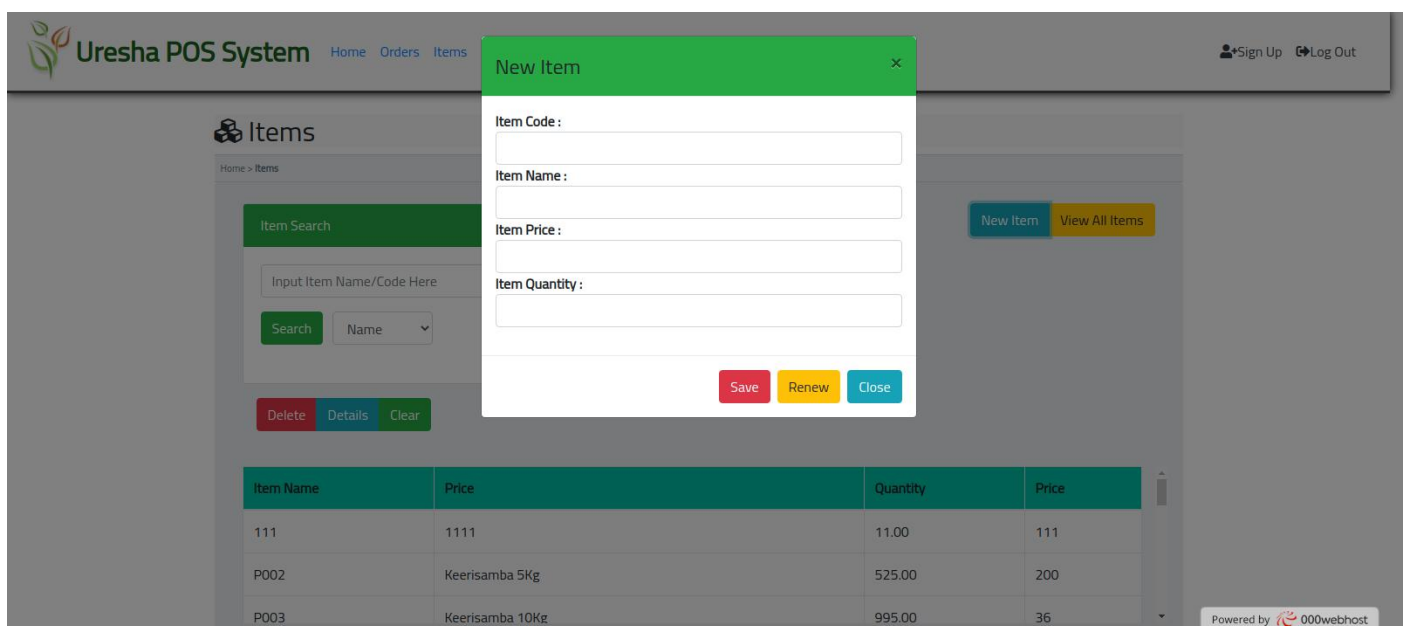 Uresha POS System Home Orders Items Sign Up Log Out
New Item ×
Items
Home > Items
Item Code :
Item Name :
Item Price :
Item Quantity :
Save Renew Close
Item Search
New Item View All Items
Input Item Name/Code Here
Search Name
Delete Details Clear
Item Name Price Quantity Price
111 1111 11.00 111
P002 Keerisamba 5Kg 525.00 200
P003 Keerisamba 10Kg 995.00 36
Powered by 000webhost